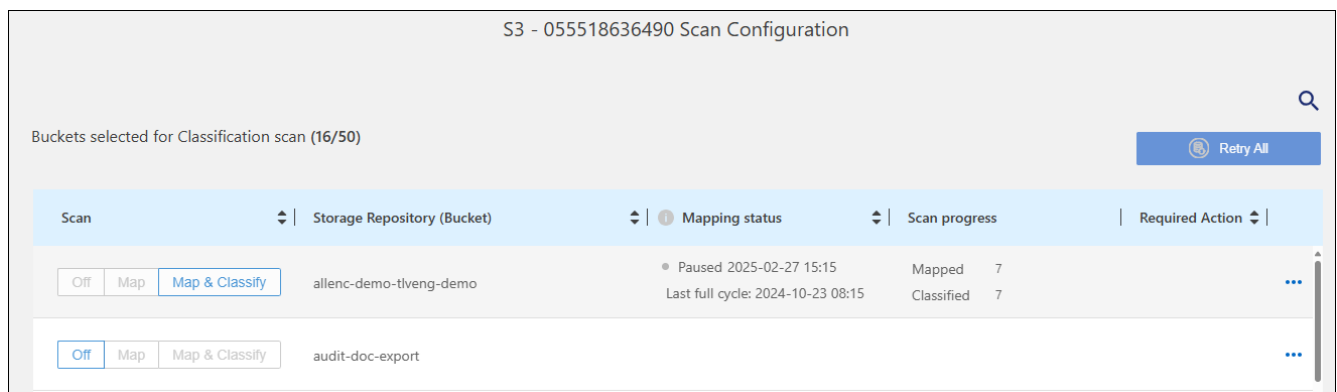 S3 - 055518636490 Scan Configuration
Buckets selected for Classification scan (16/50)
Retry All
Scan Storage Repository (Bucket) Mapping status Scan progress Required Action
Off Map Map & Classify allenc-demo-tlveng-demo Paused 2025-02-27 15:15 Mapped 7
Last full cycle: 2024-10-23 08:15 Classified 7
Off Map Map & Classify audit-doc-export